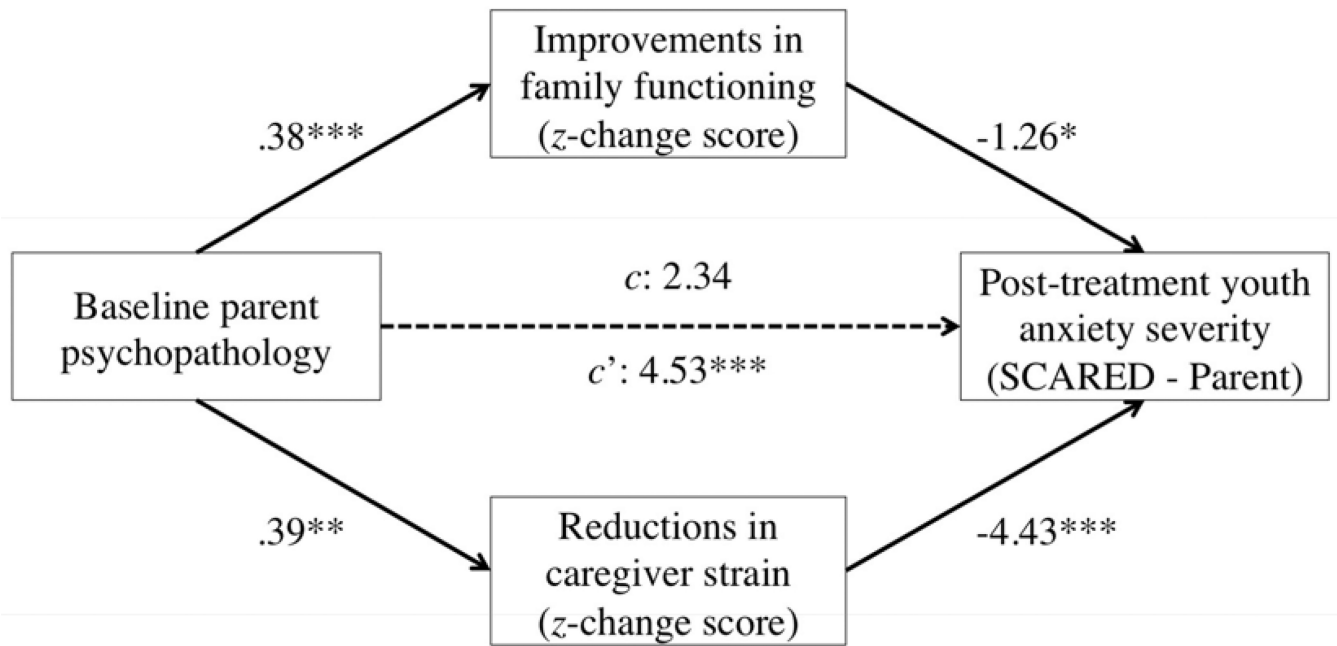 Improvements in
family functioning
(z-change score)
.38***
-1.26*
Baseline parent
psychopathology
c: 2.34
c’: 4.53***
Post-treatment youth
anxiety severity
(SCARED - Parent)
.39**
Reductions in
caregiver strain
(z-change score)
-4.43***